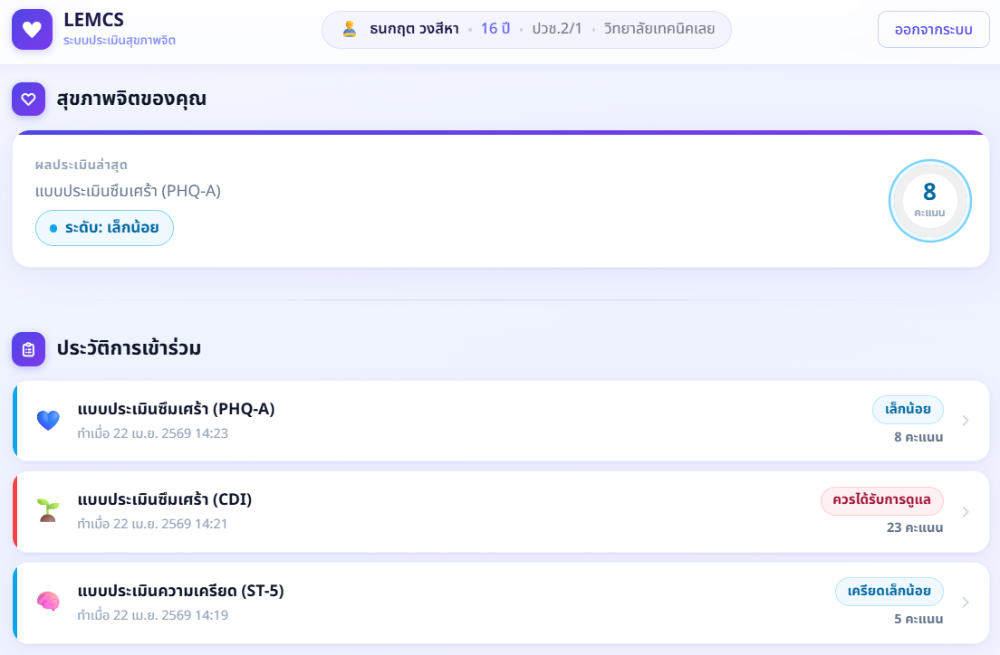 LEMCS
ระบบประเมินสุขภาพจิต
ธนกฤต วงสีหา • 16 ปี • ปวช.2/1 • วิทยาลัยเทคนิคเลย
ออกจากระบบ
สุขภาพจิตของคุณ
ผลประเมินล่าสุด
แบบประเมินซึมเศร้า (PHQ-A)
ระดับ: เล็กน้อย
8
คะแนน
ประวัติการเข้าร่วม
แบบประเมินซึมเศร้า (PHQ-A)
ทำเมื่อ 22 เม.ย. 2569 14:23
เล็กน้อย
8 คะแนน
แบบประเมินซึมเศร้า (CDI)
ทำเมื่อ 22 เม.ย. 2569 14:21
ควรได้รับการดูแล
23 คะแนน
แบบประเมินความเครียด (ST-5)
ทำเมื่อ 22 เม.ย. 2569 14:19
เครียดเล็กน้อย
5 คะแนน